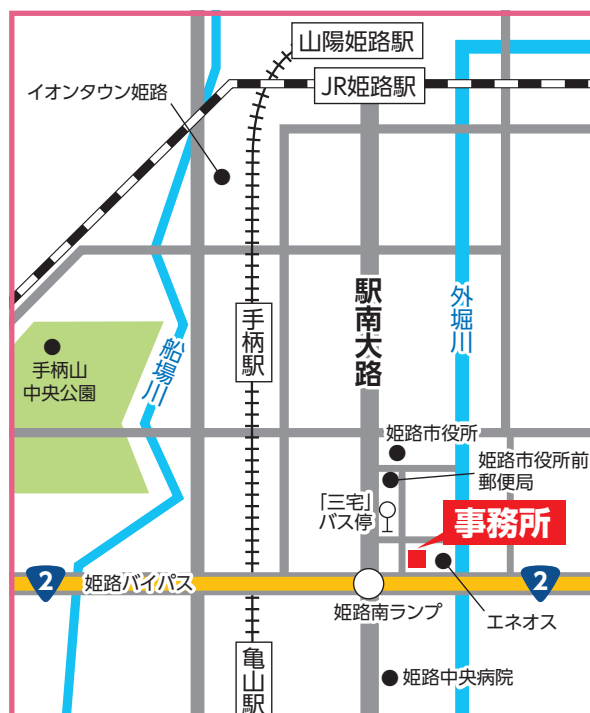 山陽姫路駅
JR姫路駅
イオンタウン姫路
手柄駅
駅南大路
外堀川
船場川
手柄山
中央公園
姫路市役所
姫路市役所前
郵便局
「三宅」
バス停
事務所
2
姫路バイパス
2
姫路南ランプ
エネオス
亀山駅
姫路中央病院